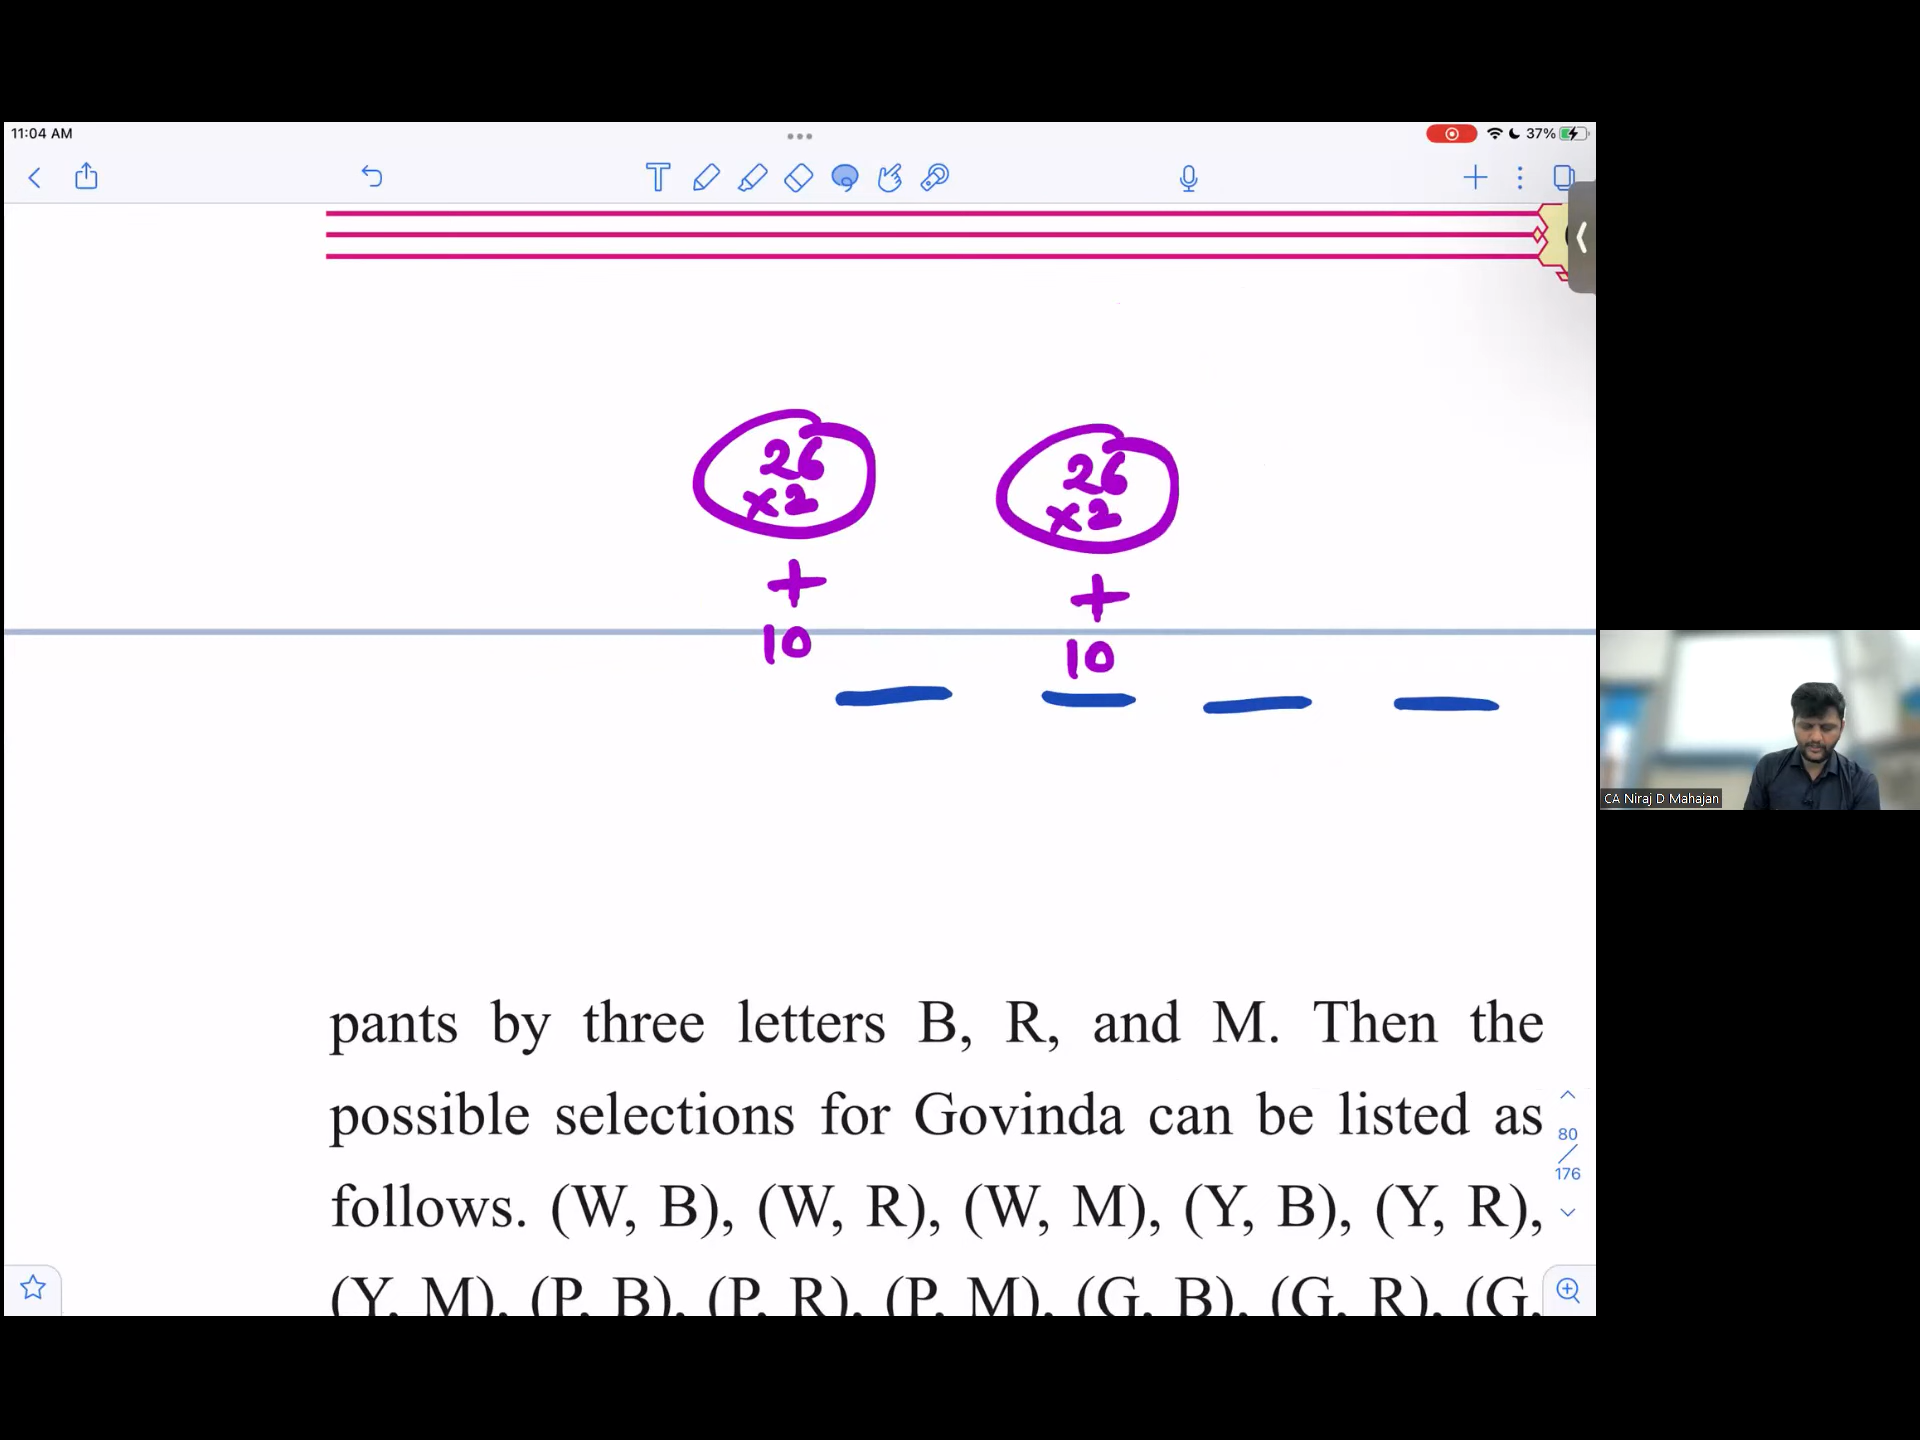 11:04 AM
37%
26 26
x2 x2
+ +
10 10
pants by three letters B, R, and M. Then the
possible selections for Govinda can be listed as
follows. (W, B), (W, R), (W, M), (Y, B), (Y, R),
(Y, M), (P, B), (P, R), (P, M), (G, B), (G, R), (G,
80
/
176
CA Niraj D Mahajan